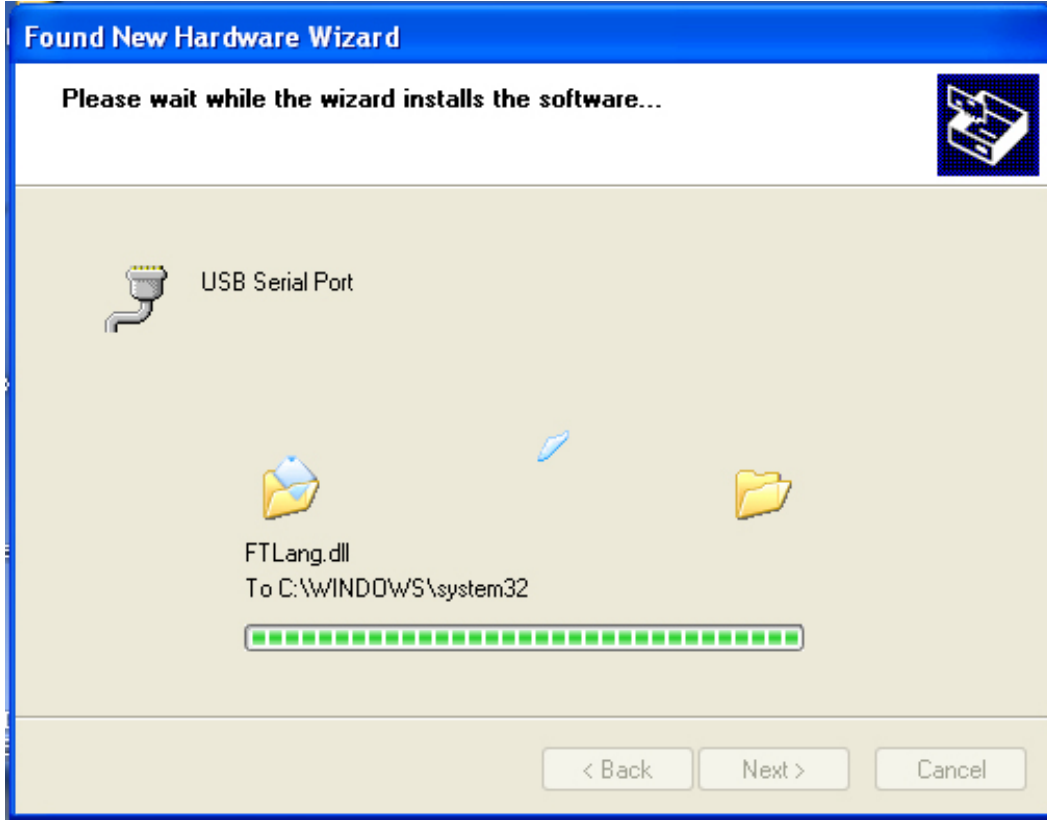 Found New Hardware Wizard
Please wait while the wizard installs the software...
USB Serial Port
FTLang.dll
To C:\WINDOWS\system32
< Back
Next >
Cancel